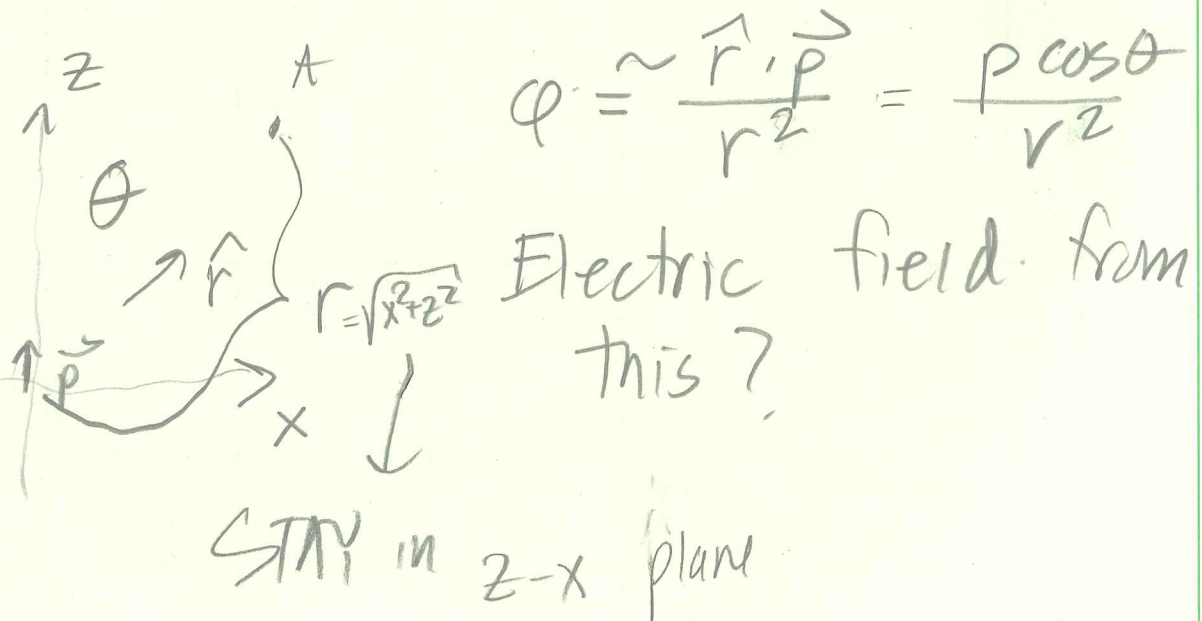 z
A
φ ≅ r̂ · p⃗ / r² = p cosθ / r²
θ
r̂
r = √x²+z²
Electric field from
this?
p⃗
x
STAY in z-x plane